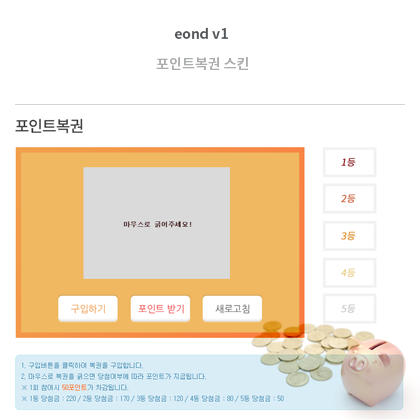 eond v1
포인트복권 스킨
포인트복권
마우스로 긁어주세요!
구입하기
포인트 받기
새로고침
1등
2등
3등
4등
5등
1. 구입버튼을 클릭하여 복권을 구입합니다.
2. 마우스로 복권을 긁으면 당첨여부에 따라 포인트가 지급됩니다.
※ 1회 참여시 50포인트가 차감됩니다.
※ 1등 당첨금 : 220 / 2등 당첨금 : 170 / 3등 당첨금 : 120 / 4등 당첨금 : 80 / 5등 당첨금 : 50